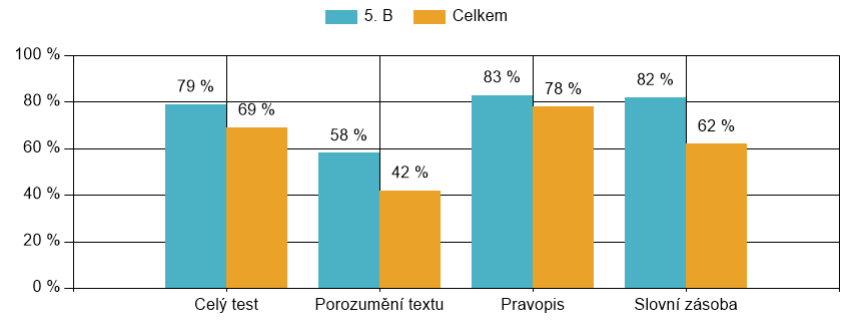 5. B Celkem
100 %
80 %
60 %
40 %
20 %
0 %
79 % 69 %
58 % 42 %
83 % 78 %
82 % 62 %
Celý test Porozumění textu Pravopis Slovní zásoba